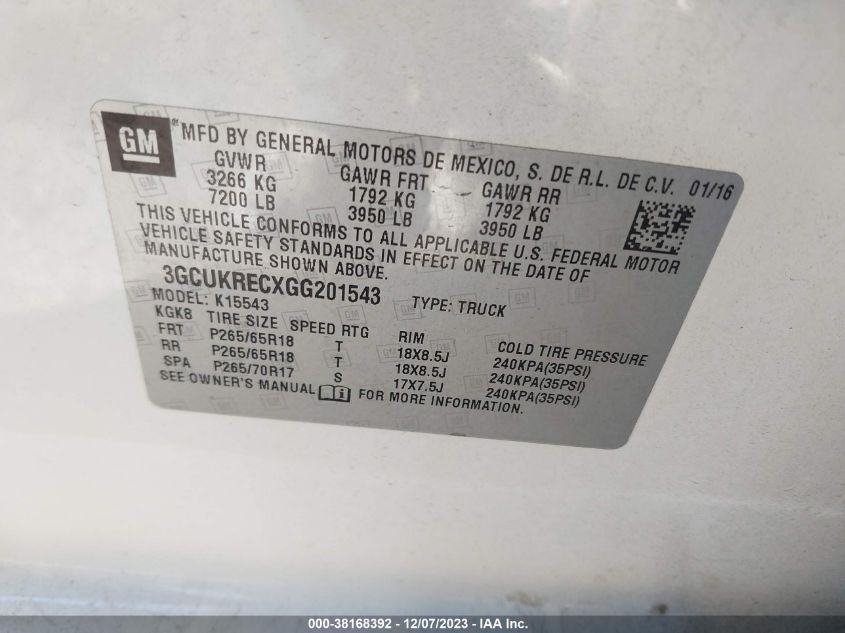 GM MFD BY GENERAL MOTORS DE MEXICO, S. DE R.L. DE C.V. 01/16
GVWR GAWR FRT GAWR RR
3266 KG 1792 KG 1792 KG
7200 LB 3950 LB 3950 LB
THIS VEHICLE CONFORMS TO ALL APPLICABLE U.S. FEDERAL MOTOR
VEHICLE SAFETY STANDARDS IN EFFECT ON THE DATE OF
MANUFACTURE SHOWN ABOVE.
3GCUKRECXGG201543 TYPE: TRUCK
MODEL: K15543
KGK8 TIRE SIZE SPEED RTG RIM COLD TIRE PRESSURE
FRT P265/65R18 T 18X8.5J 240KPA(35PSI)
RR P265/65R18 T 18X8.5J 240KPA(35PSI)
SPA P265/70R17 S 17X7.5J 240KPA(35PSI)
SEE OWNER'S MANUAL FOR MORE INFORMATION.
000-38168392 - 12/07/2023 - IAA Inc.